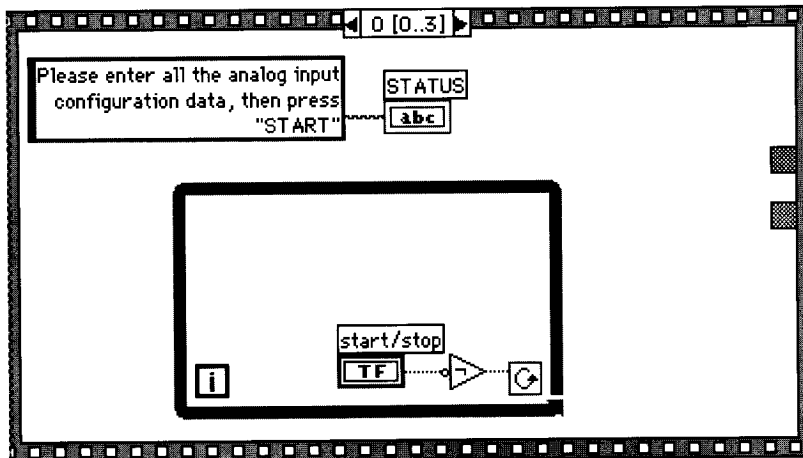 0 [0..3]
Please enter all the analog input
configuration data, then press
"START"
STATUS
abc
start/stop
TF
i